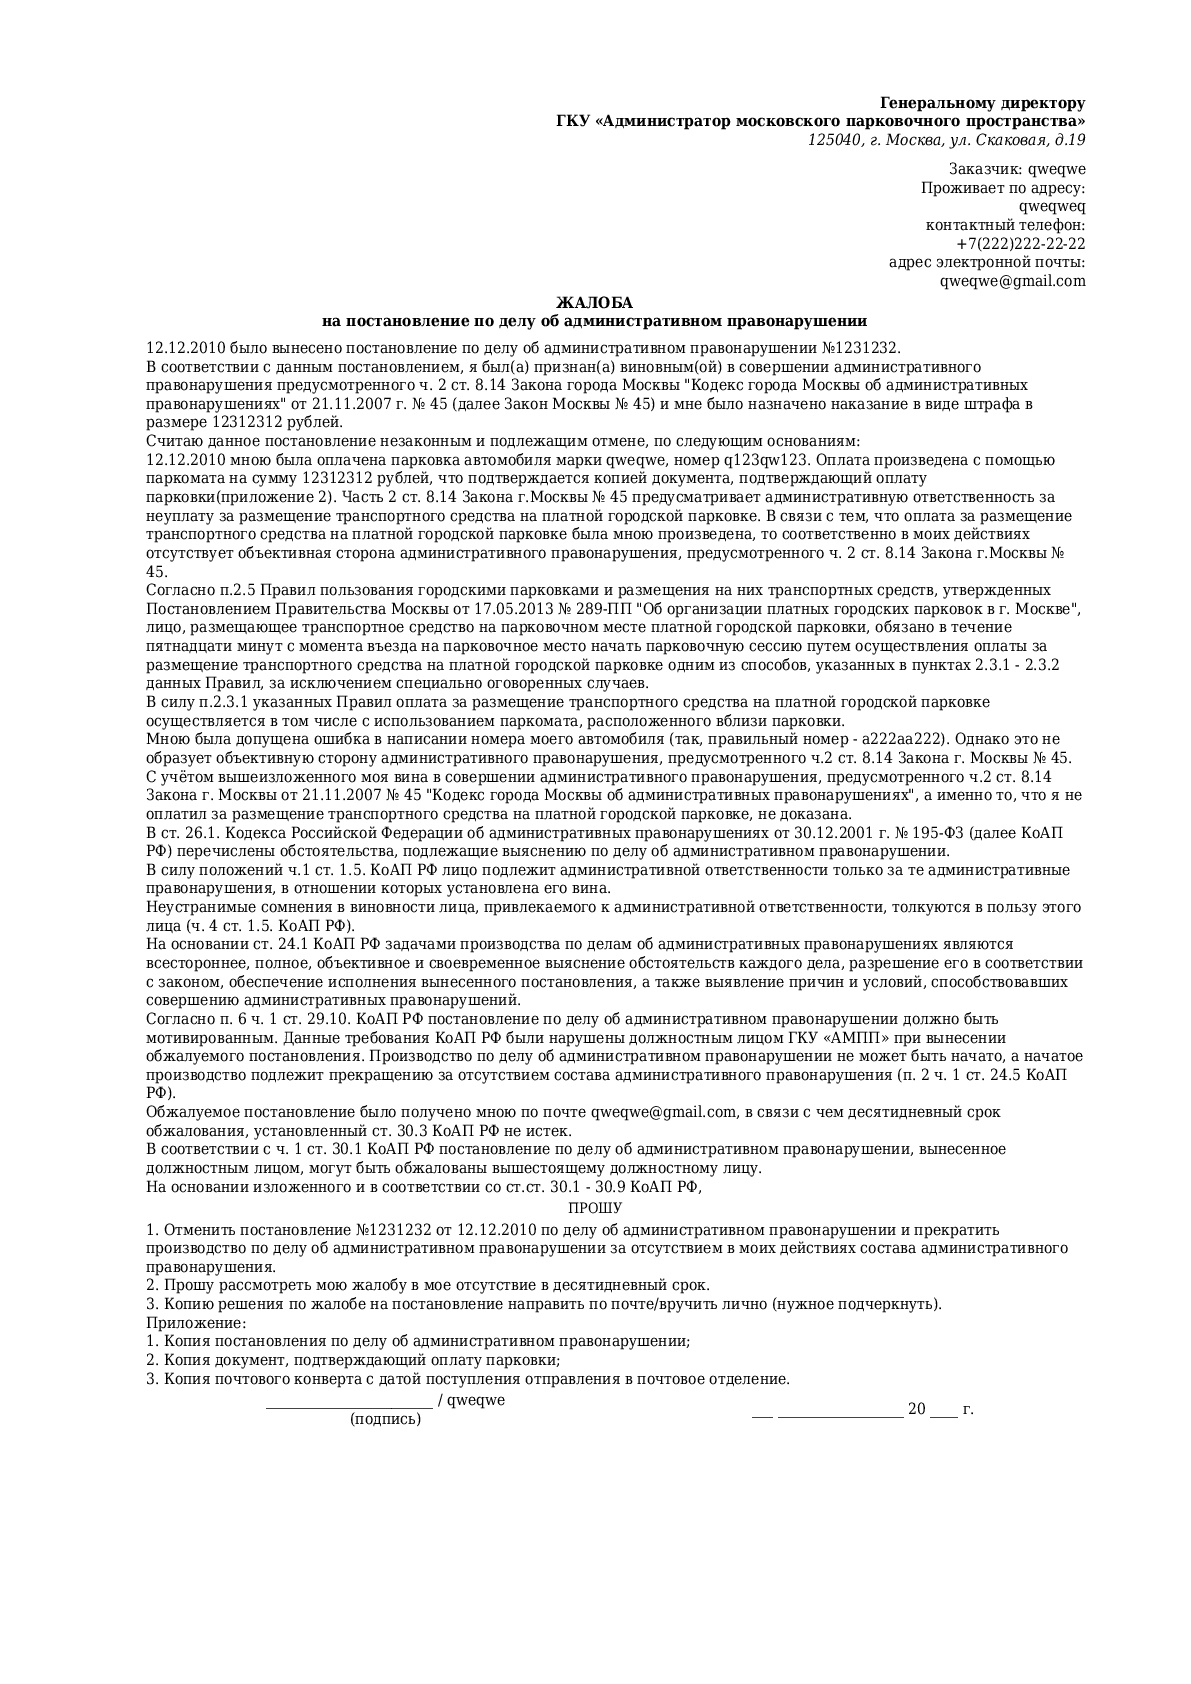 Генеральному директору
ГКУ «Администратор московского парковочного пространства»
125040, г. Москва, ул. Скаковая, д.19
Заказчик: qweqwe
Проживает по адресу:
qweqweq
контактный телефон:
+7(222)222-22-22
адрес электронной почты:
qweqwe@gmail.com
ЖАЛОБА
на постановление по делу об административном правонарушении
12.12.2010 было вынесено постановление по делу об административном правонарушении №1231232.
В соответствии с данным постановлением, я был(а) признан(а) виновным(ой) в совершении административного
правонарушения предусмотренного ч. 2 ст. 8.14 Закона города Москвы "Кодекс города Москвы об административных
правонарушениях" от 21.11.2007 г. № 45 (далее Закон Москвы № 45) и мне было назначено наказание в виде штрафа в
размере 12312312 рублей.
Считаю данное постановление незаконным и подлежащим отмене, по следующим основаниям:
12.12.2010 мною была оплачена парковка автомобиля марки qweqwe, номер q123qw123. Оплата произведена с помощью
паркомата на сумму 12312312 рублей, что подтверждается копией документа, подтверждающий оплату
парковки(приложение 2). Часть 2 ст. 8.14 Закона г.Москвы № 45 предусматривает административную ответственность за
неуплату за размещение транспортного средства на платной городской парковке. В связи с тем, что оплата за размещение
транспортного средства на платной городской парковке была мною произведена, то соответственно в моих действиях
отсутствует объективная сторона административного правонарушения, предусмотренного ч. 2 ст. 8.14 Закона г.Москвы №
45.
Согласно п.2.5 Правил пользования городскими парковками и размещения на них транспортных средств, утвержденных
Постановлением Правительства Москвы от 17.05.2013 № 289-ПП "Об организации платных городских парковок в г. Москве",
лицо, размещающее транспортное средство на парковочном месте платной городской парковки, обязано в течение
пятнадцати минут с момента въезда на парковочное место начать парковочную сессию путем осуществления оплаты за
размещение транспортного средства на платной городской парковке одним из способов, указанных в пунктах 2.3.1 - 2.3.2
данных Правил, за исключением специально оговоренных случаев.
В силу п.2.3.1 указанных Правил оплата за размещение транспортного средства на платной городской парковке
осуществляется в том числе с использованием паркомата, расположенного вблизи парковки.
Мною была допущена ошибка в написании номера моего автомобиля (так, правильный номер - а222аа222). Однако это не
образует объективную сторону административного правонарушения, предусмотренного ч.2 ст. 8.14 Закона г. Москвы № 45.
С учётом вышеизложенного моя вина в совершении административного правонарушения, предусмотренного ч.2 ст. 8.14
Закона г. Москвы от 21.11.2007 № 45 "Кодекс города Москвы об административных правонарушениях", а именно то, что я не
оплатил за размещение транспортного средства на платной городской парковке, не доказана.
В ст. 26.1. Кодекса Российской Федерации об административных правонарушениях от 30.12.2001 г. № 195-ФЗ (далее КоАП
РФ) перечислены обстоятельства, подлежащие выяснению по делу об административном правонарушении.
В силу положений ч.1 ст. 1.5. КоАП РФ лицо подлежит административной ответственности только за те административные
правонарушения, в отношении которых установлена его вина.
Неустранимые сомнения в виновности лица, привлекаемого к административной ответственности, толкуются в пользу этого
лица (ч. 4 ст. 1.5. КоАП РФ).
На основании ст. 24.1 КоАП РФ задачами производства по делам об административных правонарушениях являются
всестороннее, полное, объективное и своевременное выяснение обстоятельств каждого дела, разрешение его в соответствии
с законом, обеспечение исполнения вынесенного постановления, а также выявление причин и условий, способствовавших
совершению административных правонарушений.
Согласно п. 6 ч. 1 ст. 29.10. КоАП РФ постановление по делу об административном правонарушении должно быть
мотивированным. Данные требования КоАП РФ были нарушены должностным лицом ГКУ «АМПП» при вынесении
обжалуемого постановления. Производство по делу об административном правонарушении не может быть начато, а начатое
производство подлежит прекращению за отсутствием состава административного правонарушения (п. 2 ч. 1 ст. 24.5 КоАП
РФ).
Обжалуемое постановление было получено мною по почте qweqwe@gmail.com, в связи с чем десятидневный срок
обжалования, установленный ст. 30.3 КоАП РФ не истек.
В соответствии с ч. 1 ст. 30.1 КоАП РФ постановление по делу об административном правонарушении, вынесенное
должностным лицом, могут быть обжалованы вышестоящему должностному лицу.
На основании изложенного и в соответствии со ст.ст. 30.1 - 30.9 КоАП РФ,
ПРОШУ
1. Отменить постановление №1231232 от 12.12.2010 по делу об административном правонарушении и прекратить
производство по делу об административном правонарушении за отсутствием в моих действиях состава административного
правонарушения.
2. Прошу рассмотреть мою жалобу в мое отсутствие в десятидневный срок.
3. Копию решения по жалобе на постановление направить по почте/вручить лично (нужное подчеркнуть).
Приложение:
1. Копия постановления по делу об административном правонарушении;
2. Копия документ, подтверждающий оплату парковки;
3. Копия почтового конверта с датой поступления отправления в почтовое отделение.
________________________ / qweqwe
(подпись)
___ __________________ 20 ____ г.